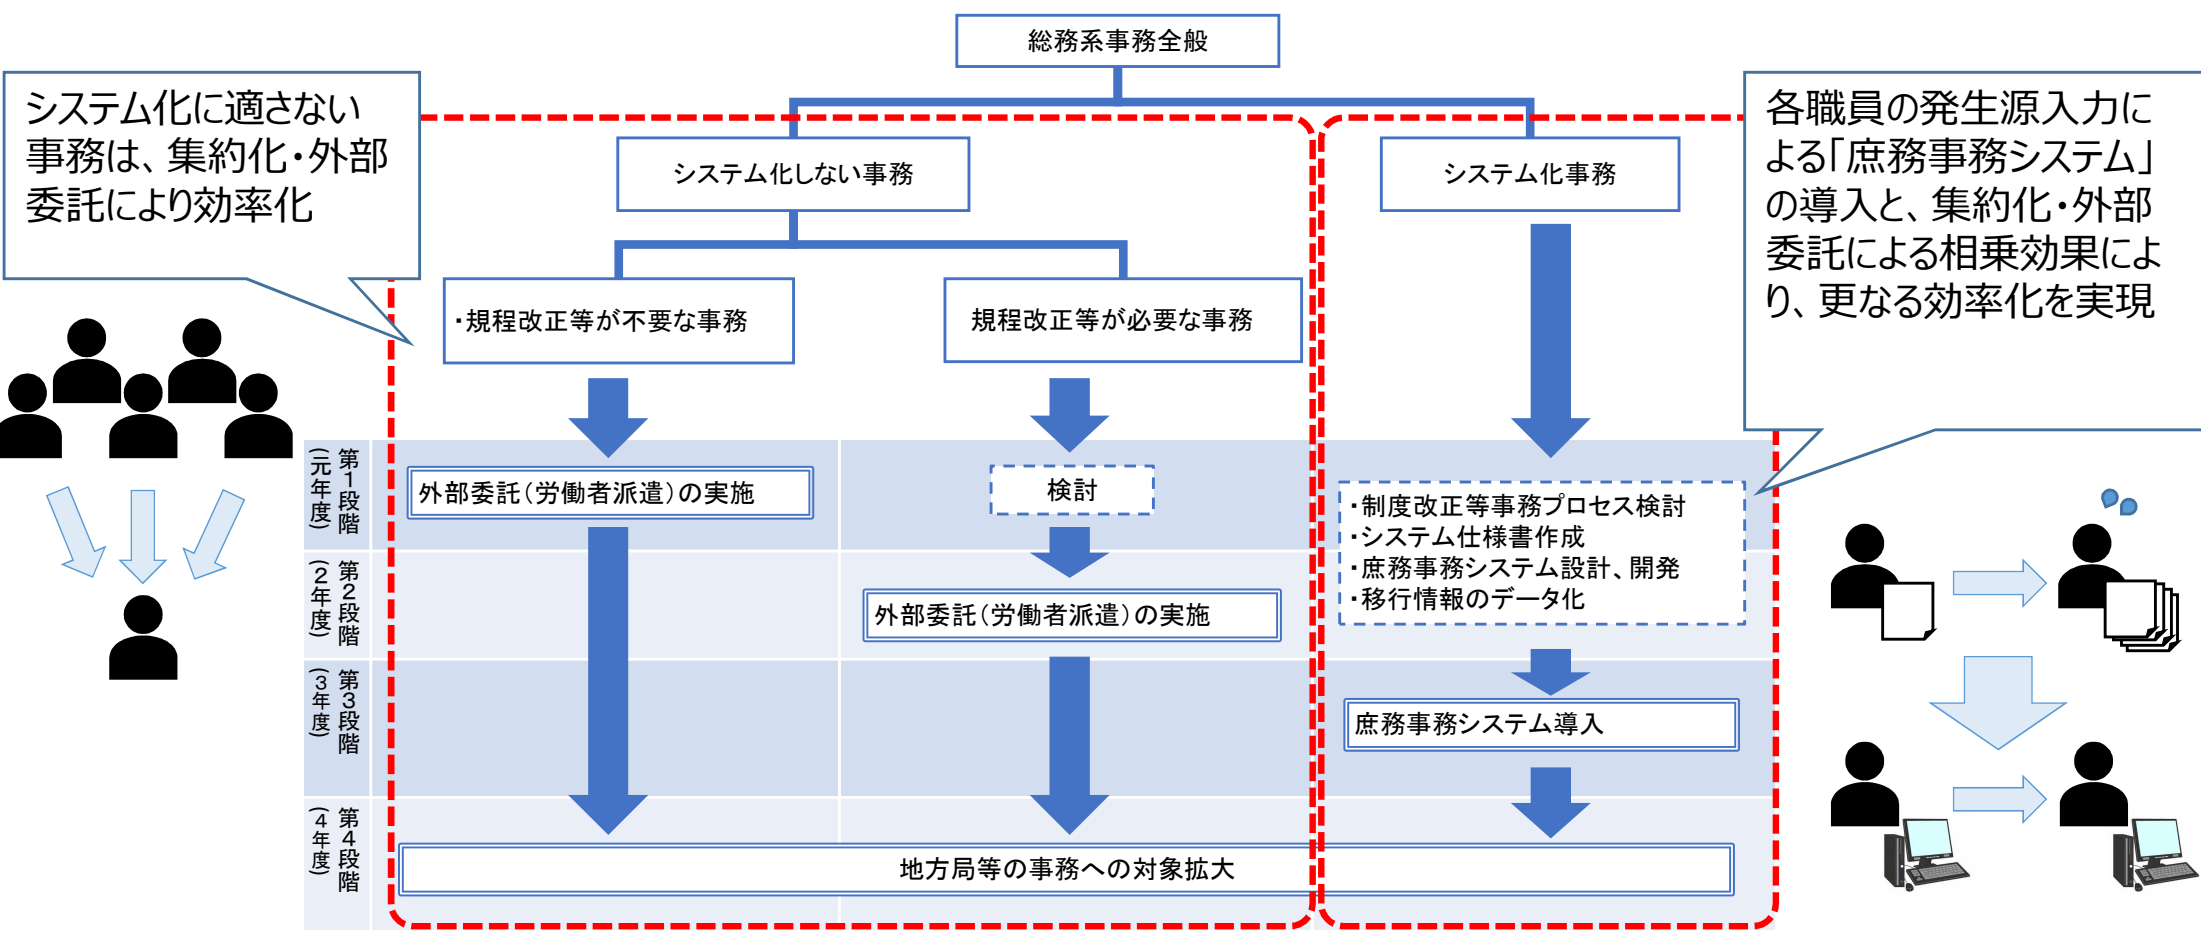 総務系事務全般
システム化に適さない
事務は、集約化・外部
委託により効率化
各職員の発生源入力に
よる「庶務事務システム」
の導入と、集約化・外部
委託による相乗効果によ
り、更なる効率化を実現
システム化しない事務
システム化事務
・規程改正等が不要な事務
規程改正等が必要な事務
第1段階
(元年度)
外部委託(労働者派遣)の実施
検討
・制度改正等事務プロセス検討
・システム仕様書作成
・庶務事務システム設計、開発
・移行情報のデータ化
第2段階
(2年度)
外部委託(労働者派遣)の実施
第3段階
(3年度)
庶務事務システム導入
第4段階
(4年度)
地方局等の事務への対象拡大